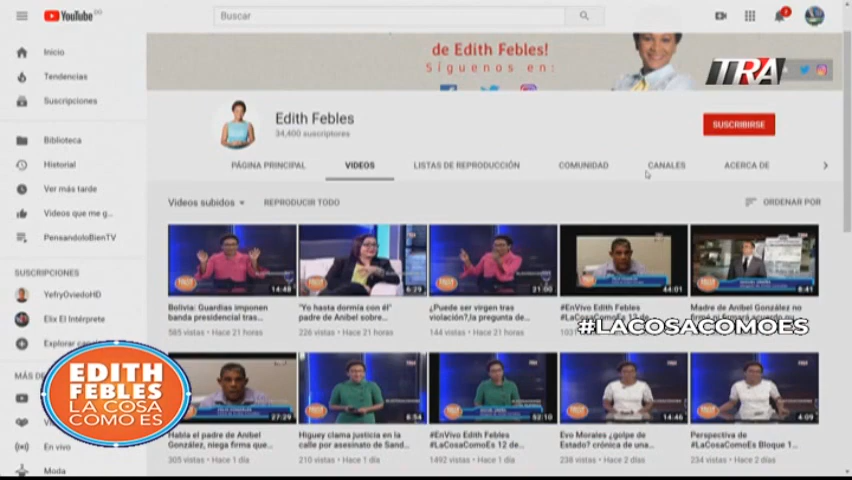 YouTube DO
Buscar
2
Inicio
Tendencias
Suscripciones
Biblioteca
Historial
Ver más tarde
Videos que me g...
PensandoloBienTV
SUSCRIPCIONES
YefryOviedoHD
Elix El Intérprete
Explorar
MÁS DE
En vivo
Moda
de Edith Febles!
Síguenos en:
TRA
Edith Febles
34,400 suscriptores
SUSCRIBIRSE
PÁGINA PRINCIPAL
VIDEOS
LISTAS DE REPRODUCCIÓN
COMUNIDAD
CANALES
ACERCA DE
Videos subidos
REPRODUCIR TODO
ORDENAR POR
14:48
6:29
31:00
44:01
8:41
Bolivia: Guardias imponen
banda presidencial tras...
585 vistas • Hace 21 horas
"Yo hasta dormía con él"
padre de Anibel sobre...
226 vistas • Hace 21 horas
¿Puede ser virgen tras
violación?,la pregunta de
144 vistas • Hace 21 horas
#EnVivo Edith Febles
#LaCosaComoEs 12 de
Madre de Anibel González no
#LACOSACOMOES
27:29
8:54
52:10
14:46
4:09
Habla el padre de Anibel
González, niega firma que...
305 vistas • Hace 1 día
Higuey clama justicia en la
calle por asesinato de Sand...
210 vistas • Hace 1 día
#EnVivo Edith Febles
#LaCosaComoEs 12 de...
1492 vistas • Hace 1 día
Evo Morales ¿golpe de
Estado? crónica de una...
238 vistas • Hace 2 días
Perspectiva de
#LaCosaComoEs Bloque 1...
234 vistas • Hace 2 días
EDITH
FEBLES
LA COSA
COMO ES